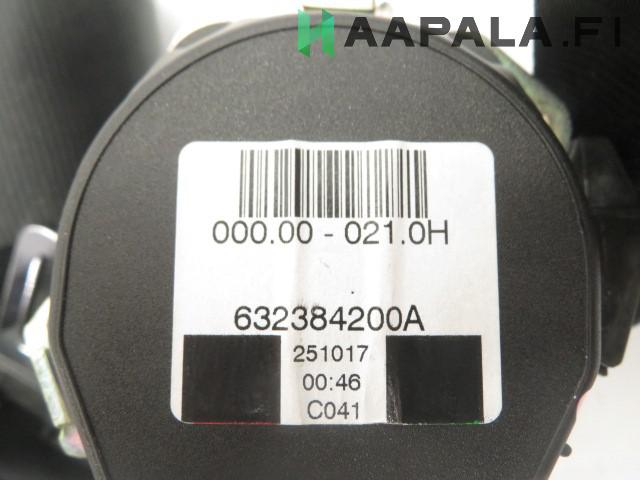 HAAPALA.FI
000.00 - 021.0H
632384200A
251017
00:46
C041